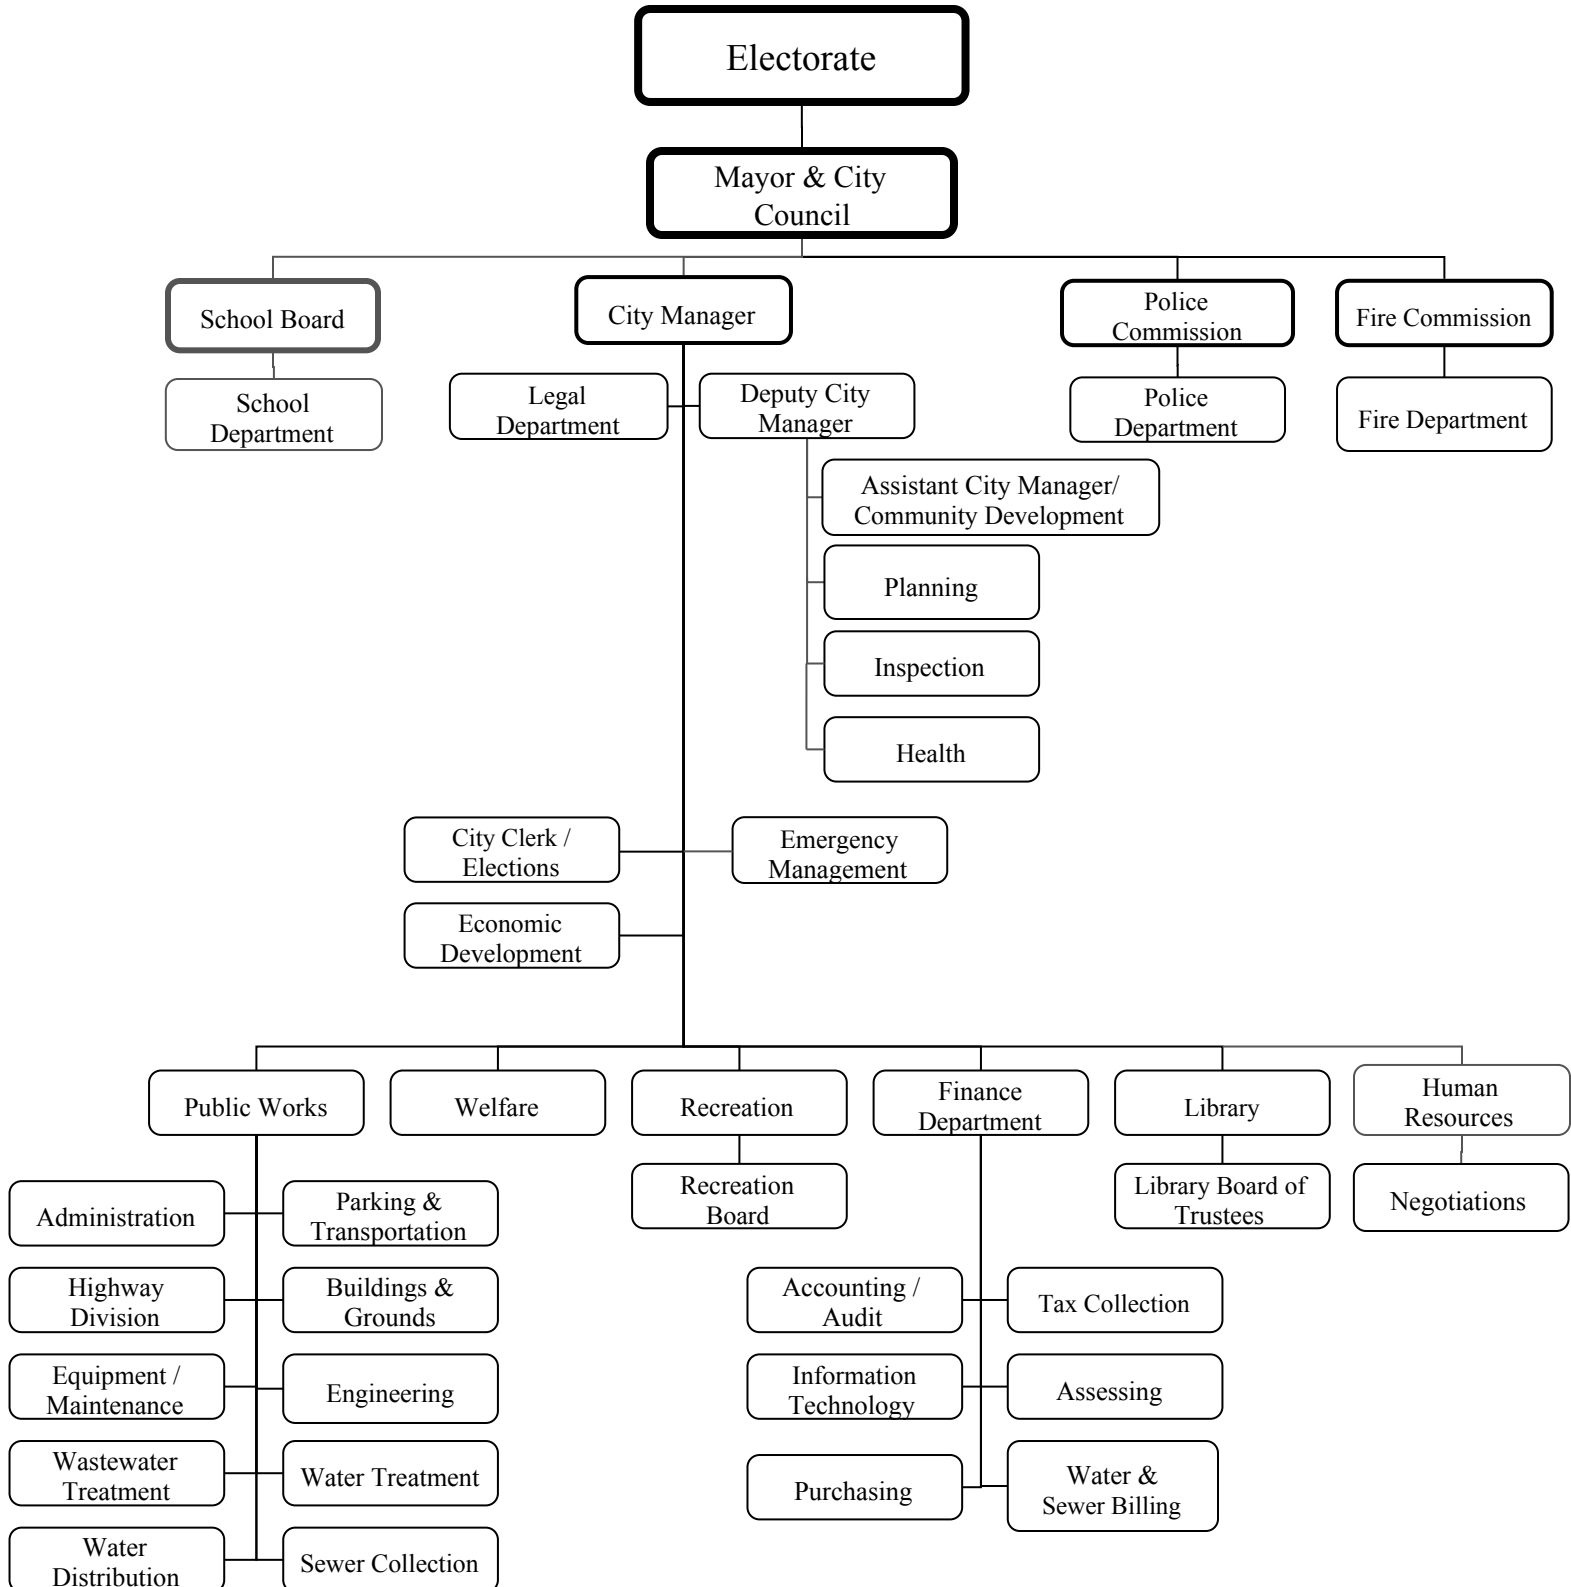 Electorate
Mayor & City
Council
School Board
City Manager
Police
Commission
Fire Commission
School
Department
Legal
Department
Deputy City
Manager
Police
Department
Fire Department
Assistant City Manager/
Community Development
Planning
Inspection
Health
City Clerk /
Elections
Emergency
Management
Economic
Development
Public Works
Welfare
Recreation
Finance
Department
Library
Human
Resources
Administration
Parking &
Transportation
Recreation
Board
Library Board of
Trustees
Negotiations
Highway
Division
Buildings &
Grounds
Accounting /
Audit
Tax Collection
Equipment /
Maintenance
Engineering
Information
Technology
Assessing
Wastewater
Treatment
Water Treatment
Purchasing
Water &
Sewer Billing
Water
Distribution
Sewer Collection